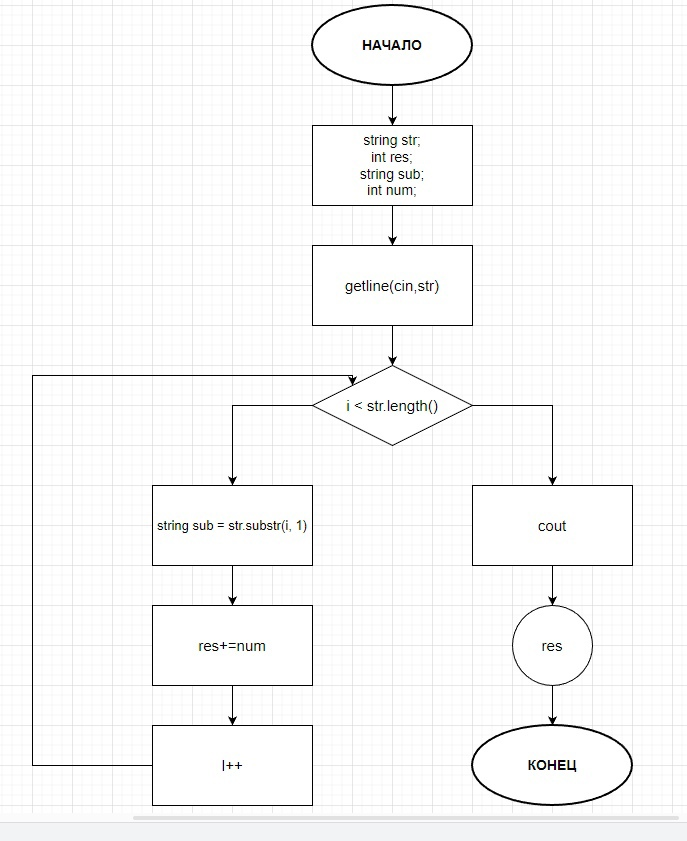 НАЧАЛО
string str;
int res;
string sub;
int num;
getline(cin,str)
i < str.length()
string sub = str.substr(i, 1)
cout
res+=num
res
I++
КОНЕЦ